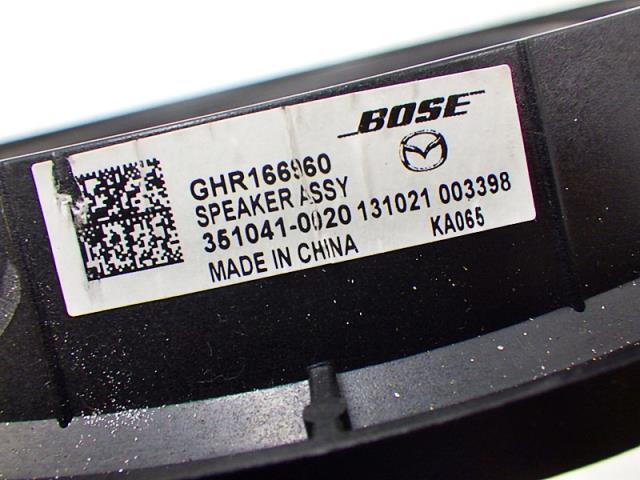 BOSE
GHR166960
SPEAKER ASSY
351041-0020 131021 003398
MADE IN CHINA KA065